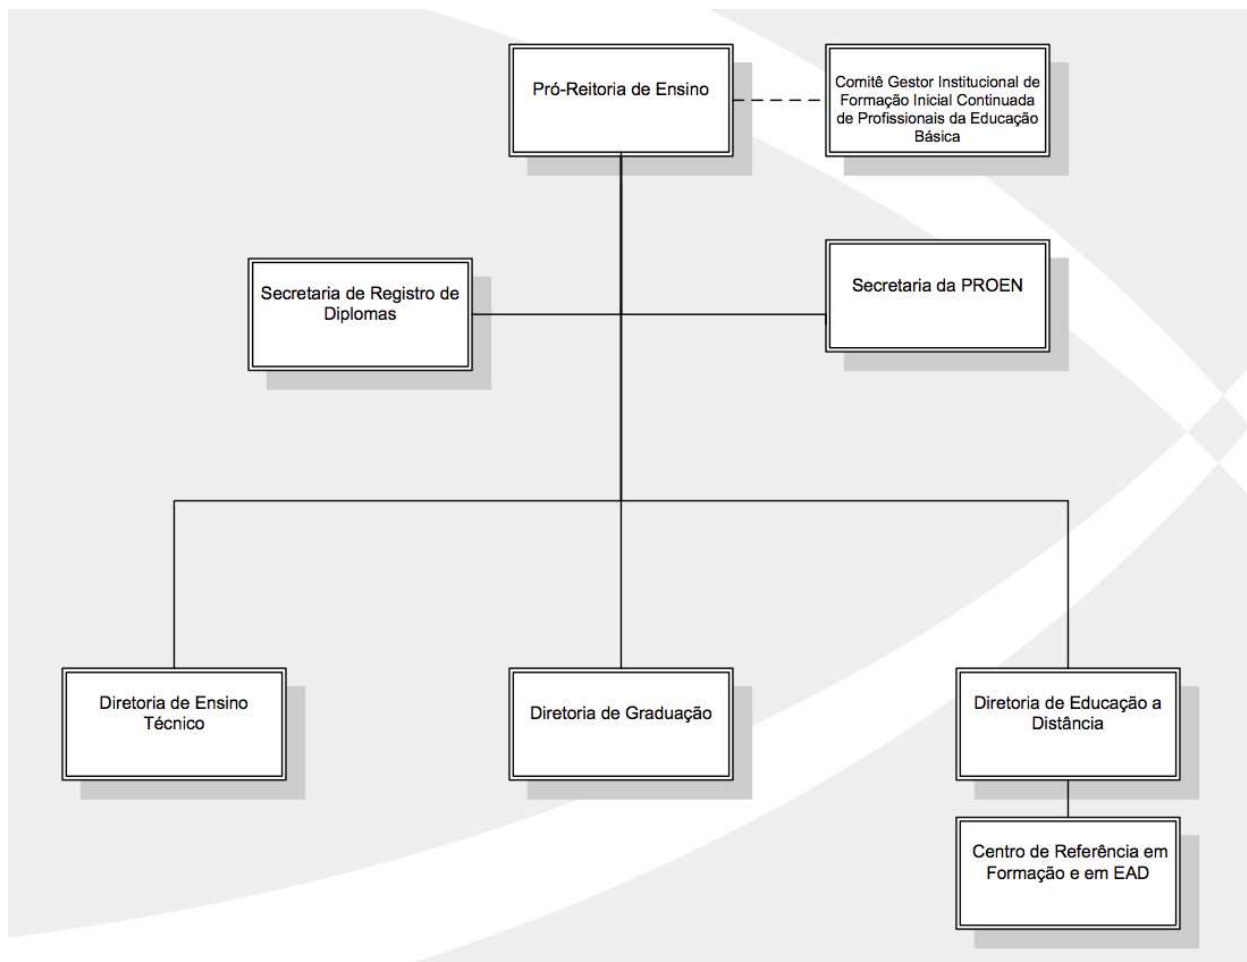 Pró-Reitoria de Ensino
Comitê Gestor Institucional de
Formação Inicial Continuada
de Profissionais da Educação
Básica
Secretaria de Registro de
Diplomas
Secretaria da PROEN
Diretoria de Ensino
Técnico
Diretoria de Graduação
Diretoria de Educação a
Distância
Centro de Referência em
Formação e em EAD